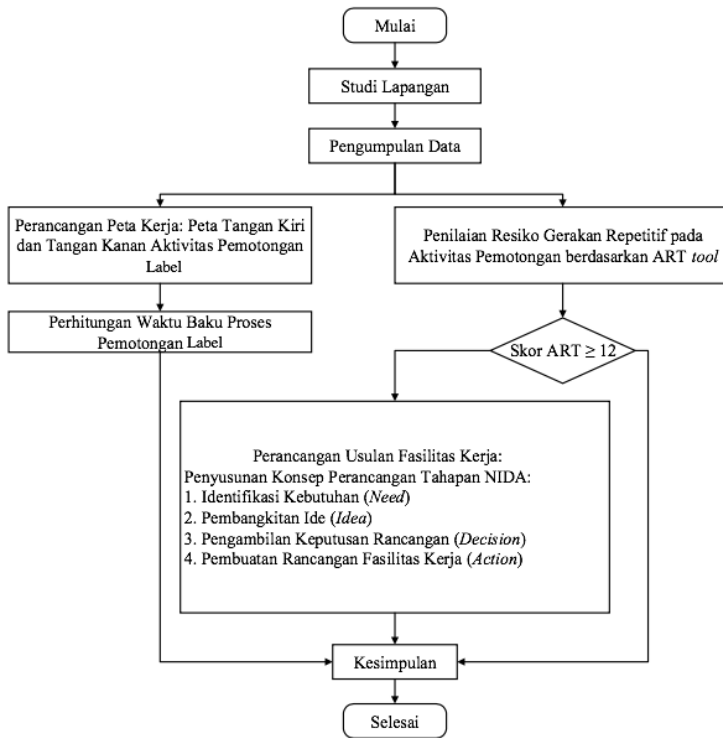 Mulai
Studi Lapangan
Pengumpulan Data
Perancangan Peta Kerja: Peta Tangan Kiri
dan Tangan Kanan Aktivitas Pemotongan
Label
Perhitungan Waktu Baku Proses
Pemotongan Label
Penilaian Resiko Gerakan Repetitif pada
Aktivitas Pemotongan berdasarkan ART tool
Skor ART ≥ 12
Perancangan Usulan Fasilitas Kerja:
Penyusunan Konsep Perancangan Tahapan NIDA:
1. Identifikasi Kebutuhan (Need)
2. Pembangkitan Ide (Idea)
3. Pengambilan Keputusan Rancangan (Decision)
4. Pembuatan Rancangan Fasilitas Kerja (Action)
Kesimpulan
Selesai